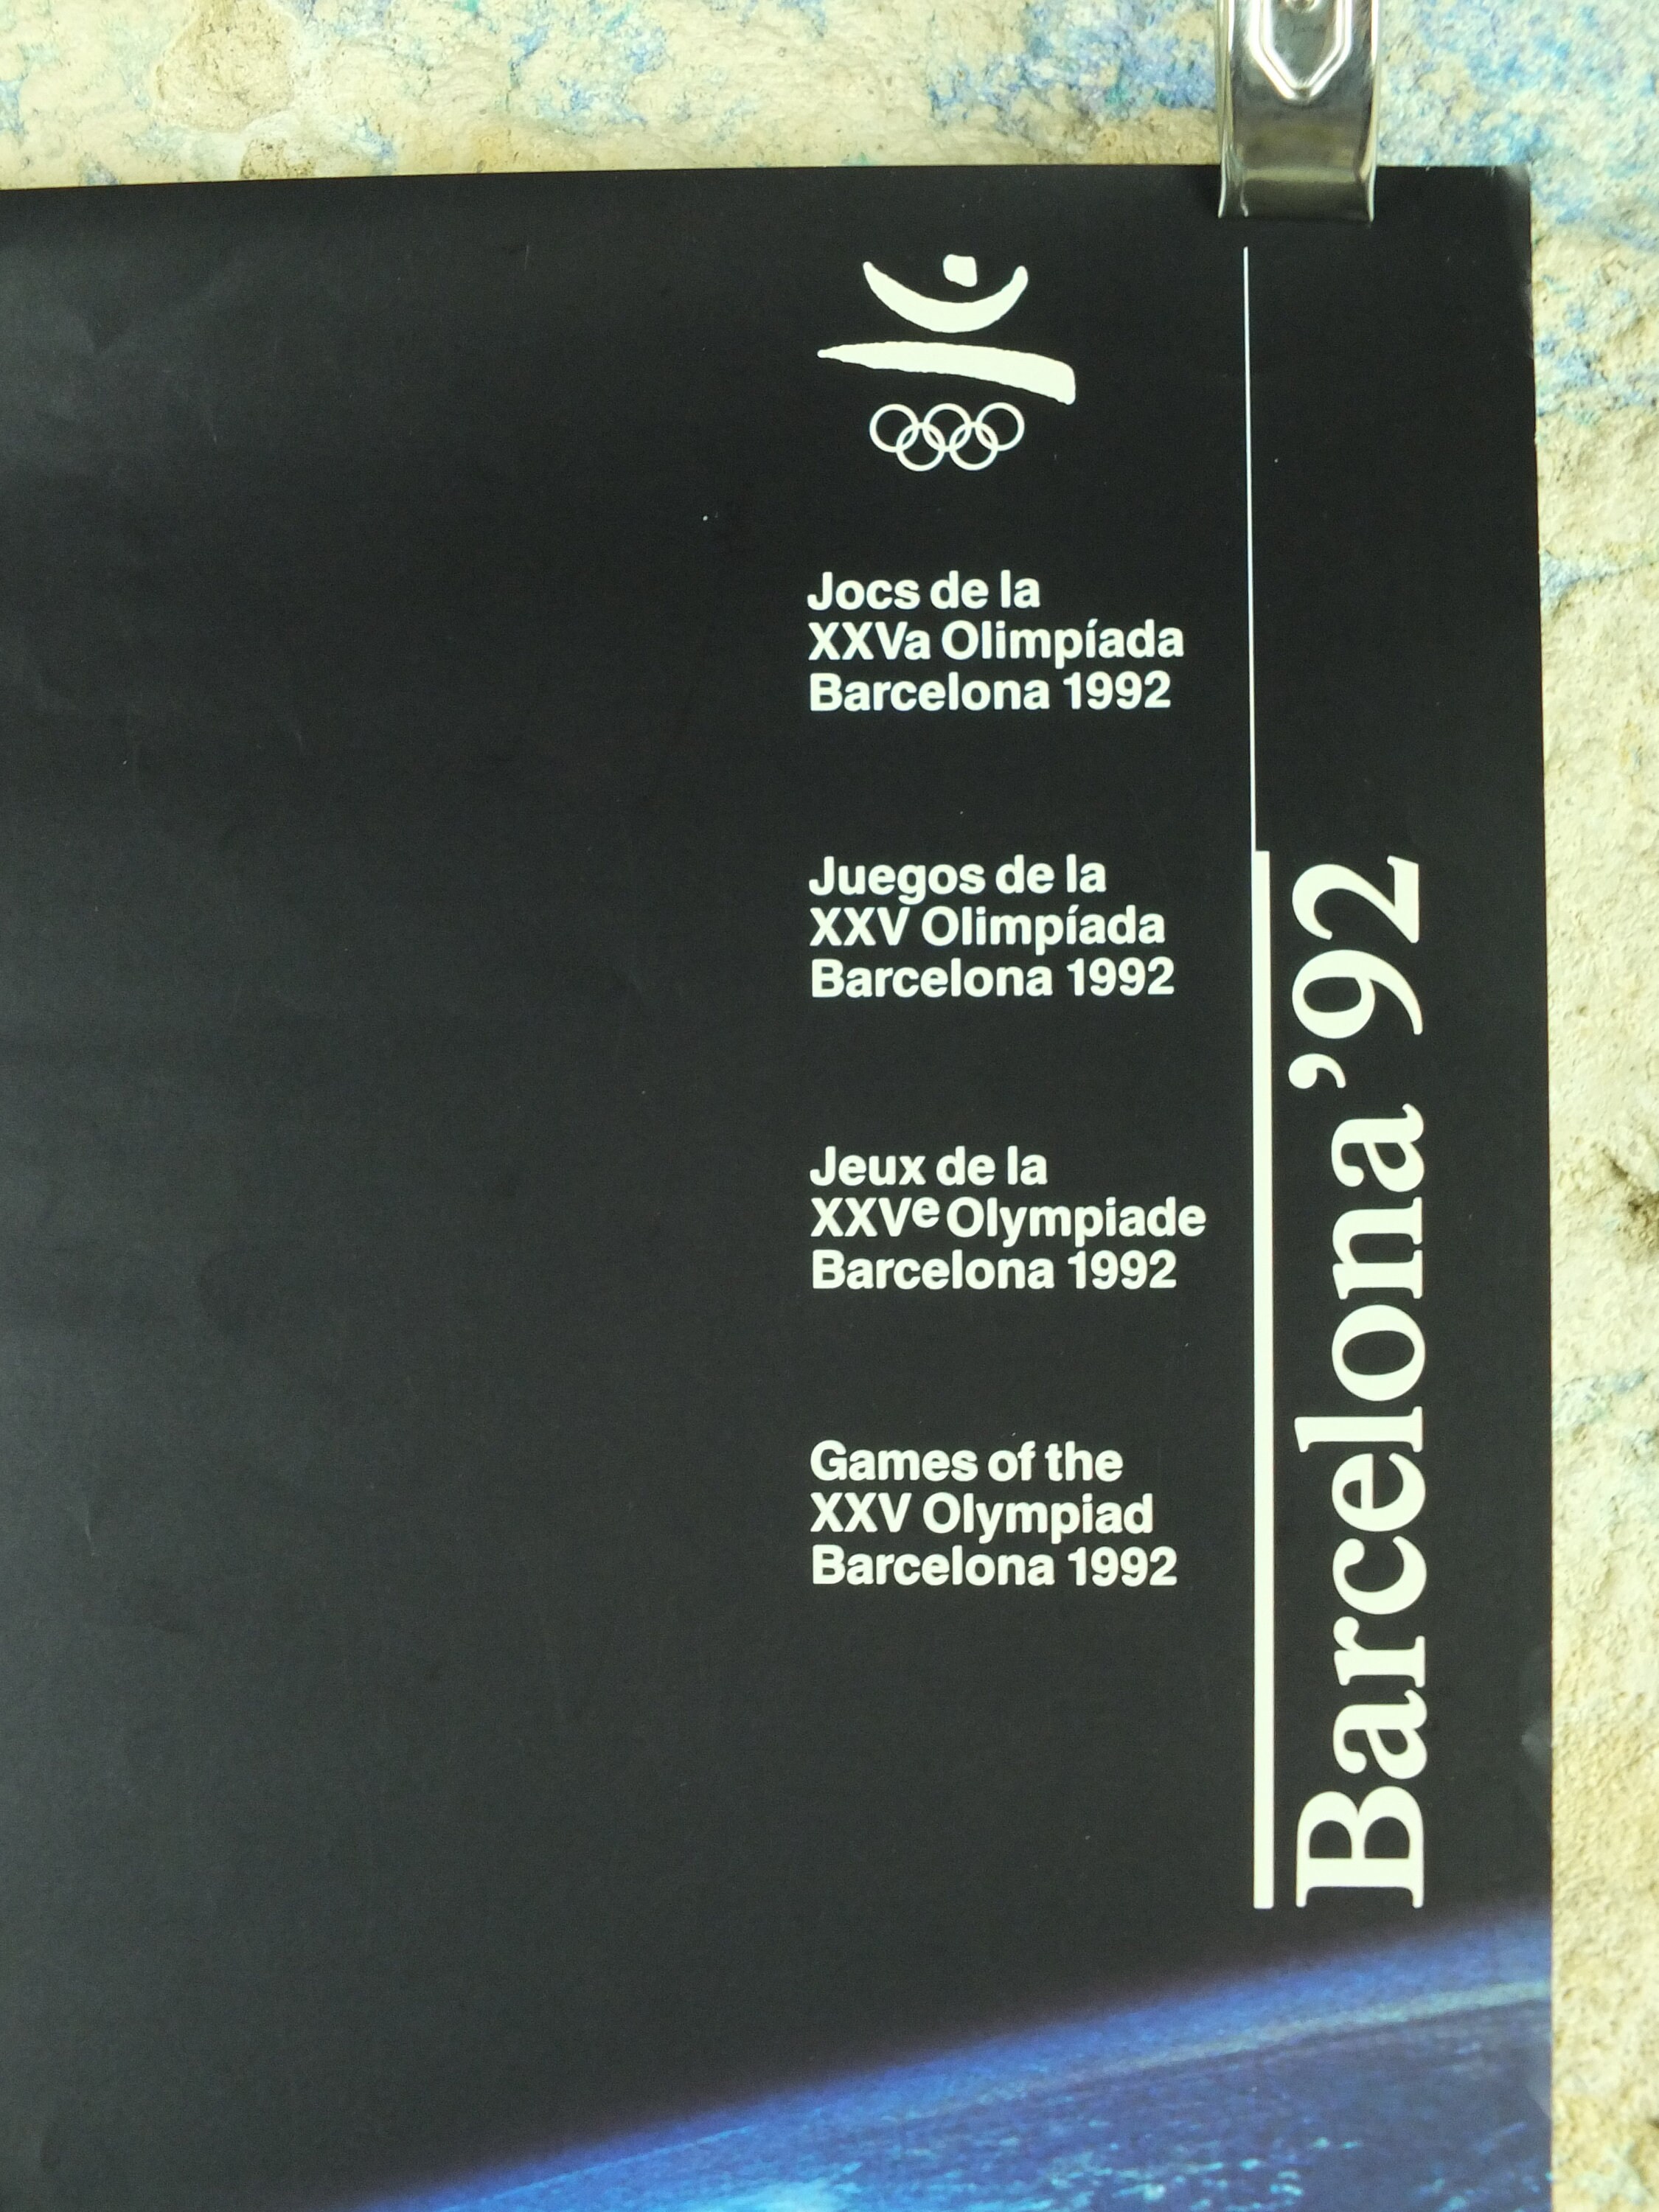 Jocs de la
XXVa Olimpíada
Barcelona 1992
Juegos de la
XXV Olimpíada
Barcelona 1992
Jeux de la
XXVe Olympiade
Barcelona 1992
Games of the
XXV Olympiad
Barcelona 1992
Barcelona ’92